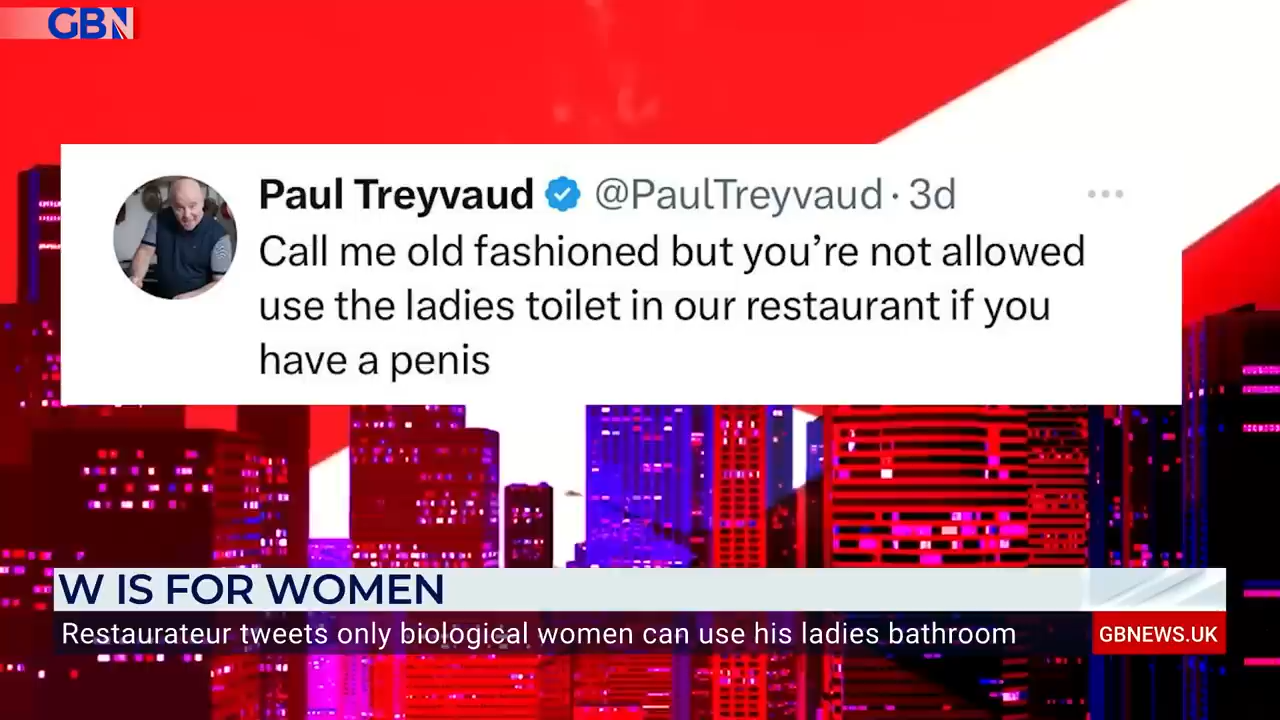 GBN
Paul Treyvaud @PaulTreyvaud · 3d
Call me old fashioned but you’re not allowed
use the ladies toilet in our restaurant if you
have a penis
W IS FOR WOMEN
Restaurateur tweets only biological women can use his ladies bathroom
GBNEWS.UK